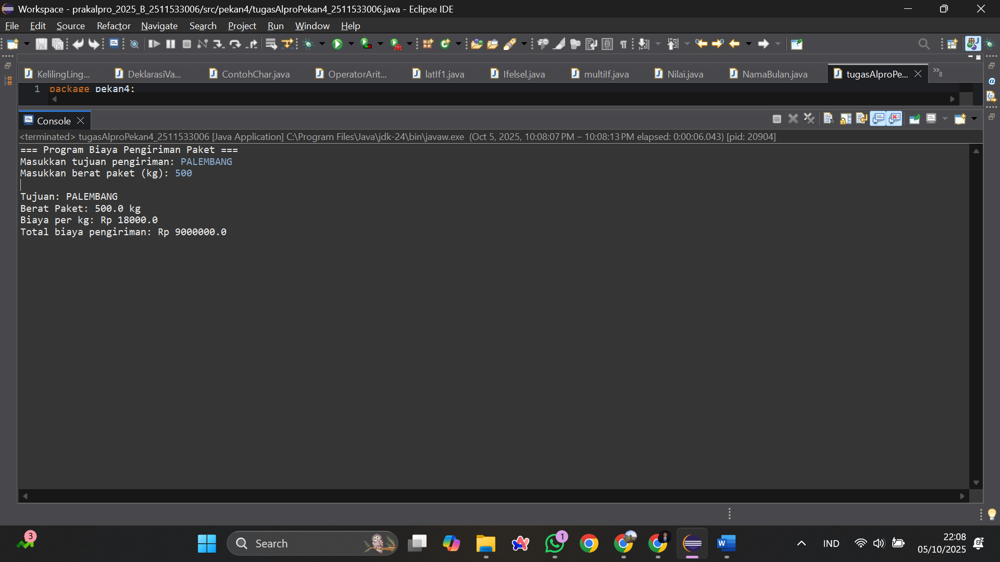 Workspace - prakalpro_2025_B_2511533006/src/pekan4/tugasAlproPekan4_2511533006.java - Eclipse IDE
File Edit Source Refactor Navigate Search Project Run Window Help
KelilingLing... DeklarasiVa... ContohChar.java OperatorArit... latIf1.java Ifelsel.java multiIf.java Nilai.java NamaBulan.java tugasAlproPe... »8
1 package pekan4;
Console
<terminated> tugasAlproPekan4_2511533006 [Java Application] C:\Program Files\Java\jdk-24\bin\javaw.exe (Oct 5, 2025, 10:08:07 PM – 10:08:13 PM elapsed: 0:00:06.043) [pid: 20904]
=== Program Biaya Pengiriman Paket ===
Masukkan tujuan pengiriman: PALEMBANG
Masukkan berat paket (kg): 500
Tujuan: PALEMBANG
Berat Paket: 500.0 kg
Biaya per kg: Rp 18000.0
Total biaya pengiriman: Rp 9000000.0
3
Search
1
IND
22:08
05/10/2025